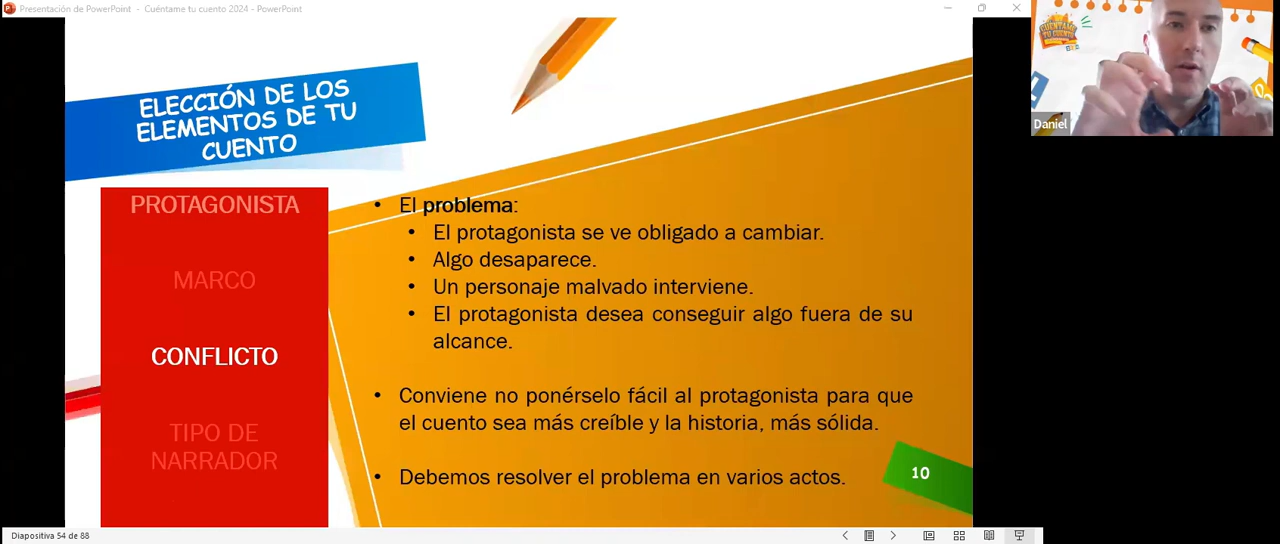 Presentación de PowerPoint - Cuéntame tu cuento 2024 - PowerPoint
CUÉNTAME
TU CUENTO
Daniel
ELECCIÓN DE LOS
ELEMENTOS DE TU
CUENTO
PROTAGONISTA
MARCO
CONFLICTO
TIPO DE
NARRADOR
• El problema:
• El protagonista se ve obligado a cambiar.
• Algo desaparece.
• Un personaje malvado interviene.
• El protagonista desea conseguir algo fuera de su
alcance.
• Conviene no ponérselo fácil al protagonista para que
el cuento sea más creíble y la historia, más sólida.
• Debemos resolver el problema en varios actos.
10
Diapositiva 54 de 88